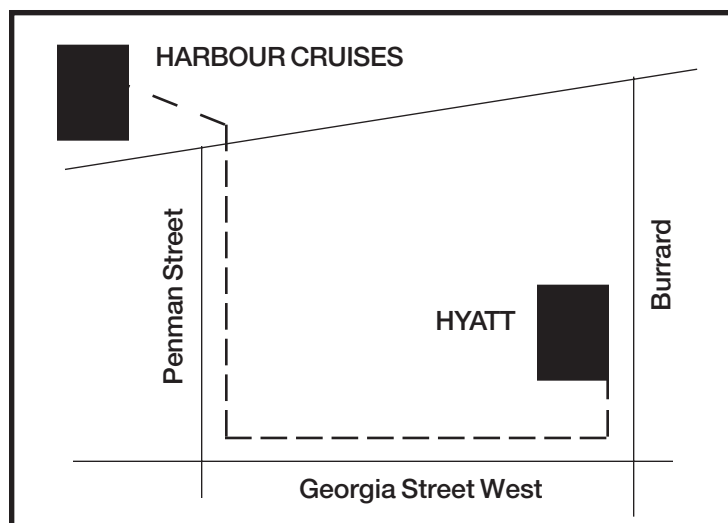 HARBOUR CRUISES
Penman Street
HYATT
Burrard
Georgia Street West